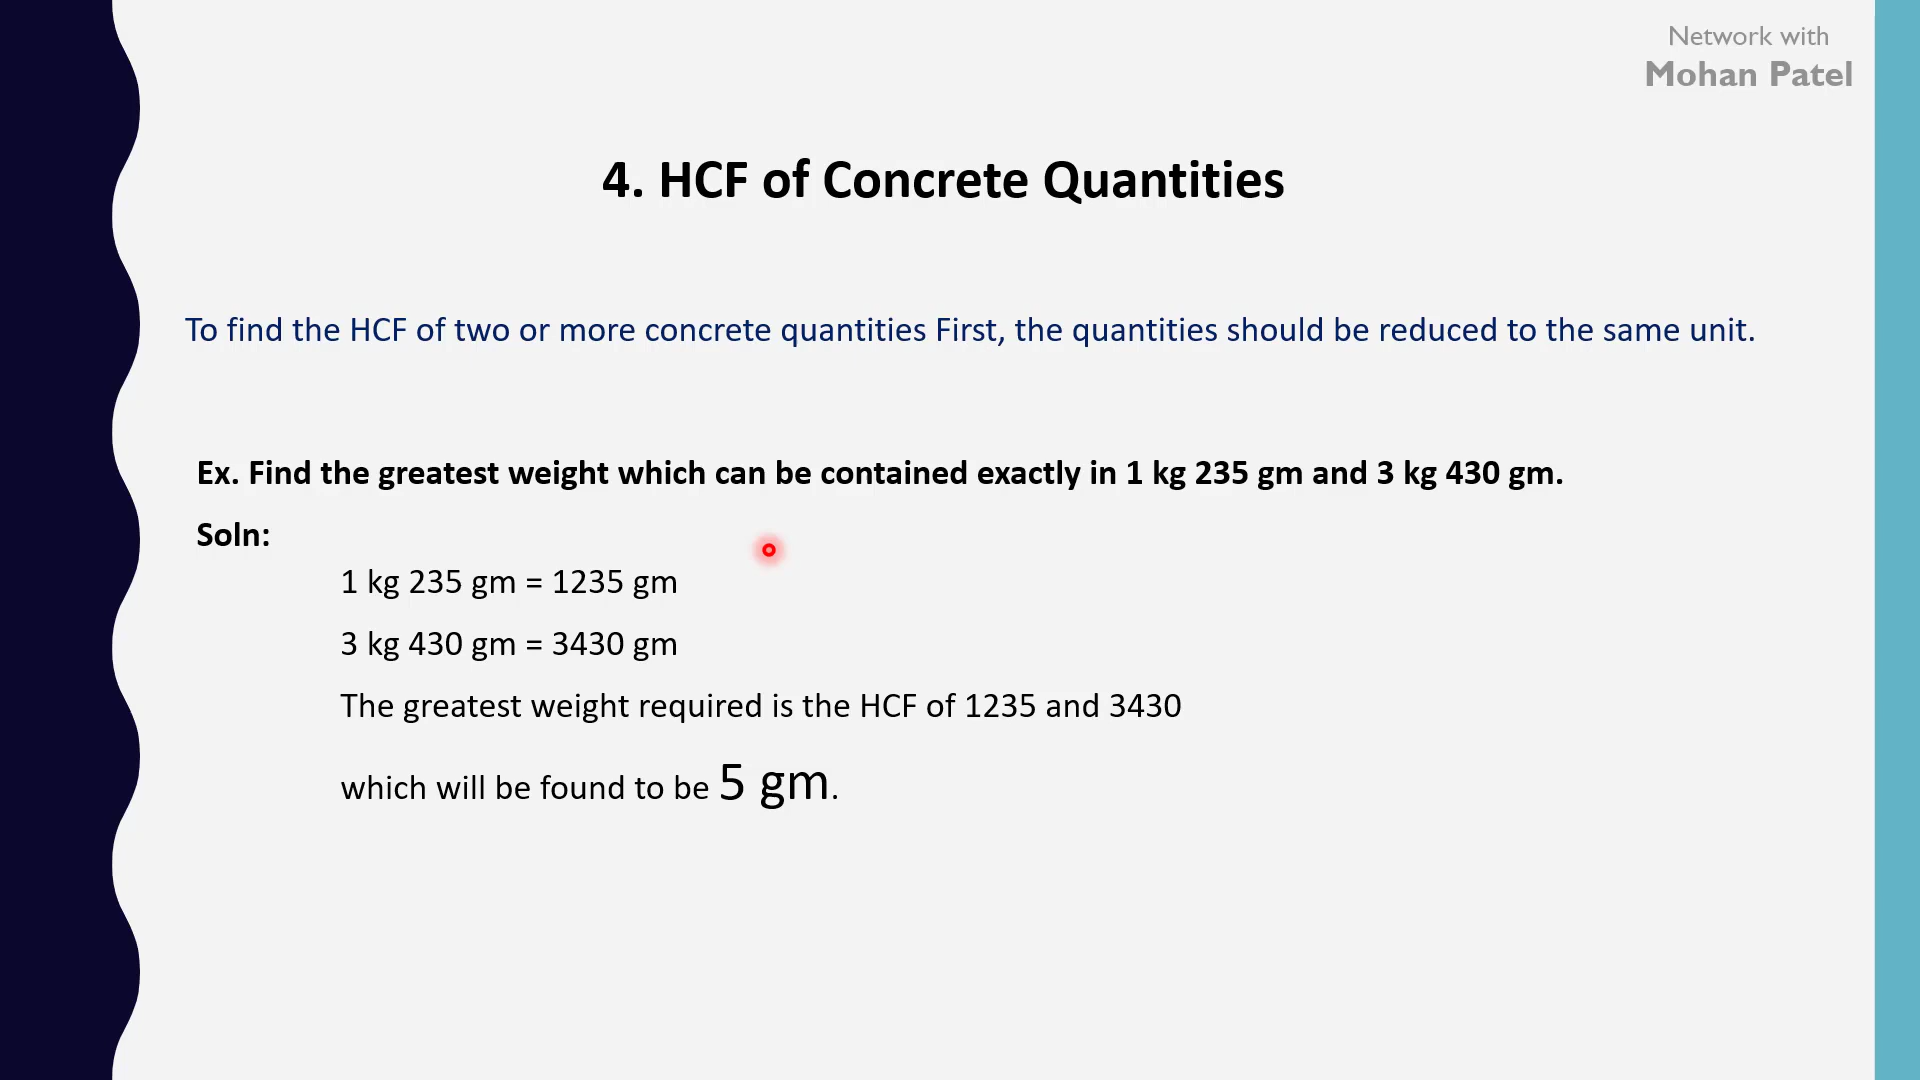 Network with
Mohan Patel
4. HCF of Concrete Quantities
To find the HCF of two or more concrete quantities First, the quantities should be reduced to the same unit.
Ex. Find the greatest weight which can be contained exactly in 1 kg 235 gm and 3 kg 430 gm.
Soln:
1 kg 235 gm = 1235 gm
3 kg 430 gm = 3430 gm
The greatest weight required is the HCF of 1235 and 3430
which will be found to be 5 gm.